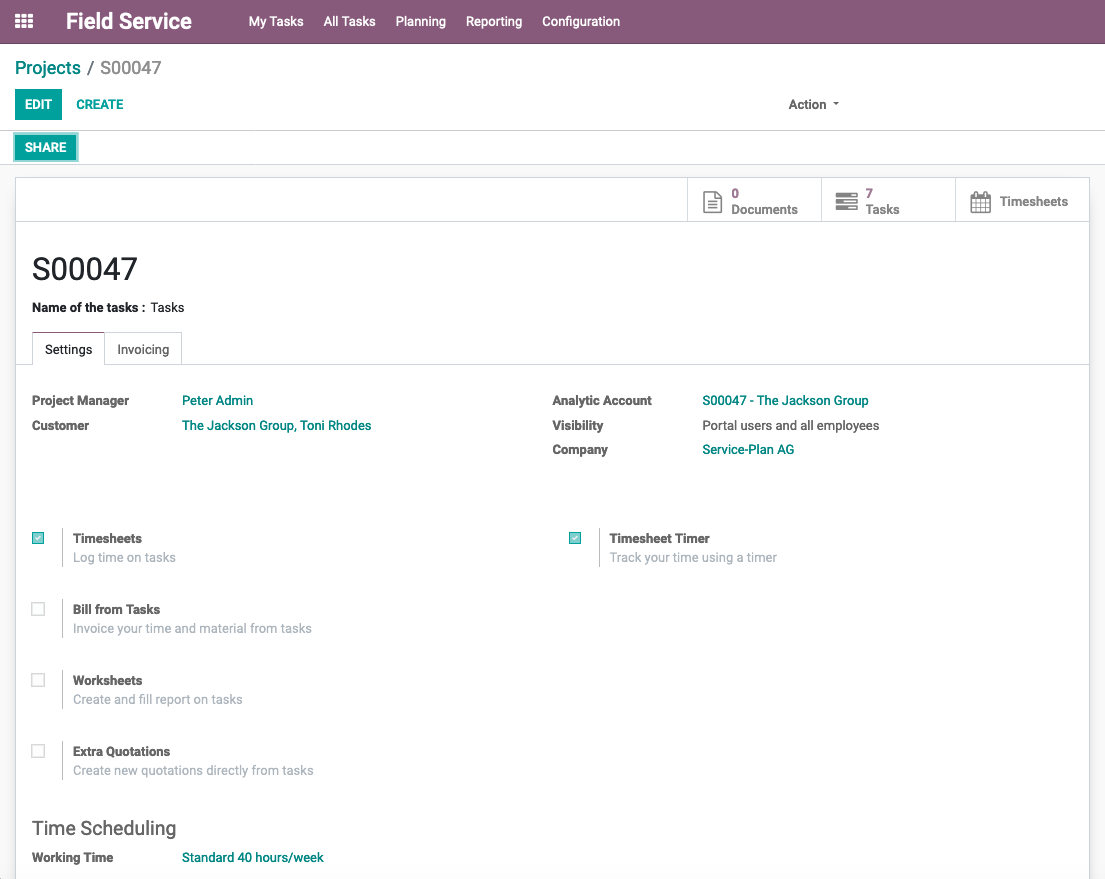 Field Service My Tasks All Tasks Planning Reporting Configuration
Projects / S00047
EDIT CREATE Action
SHARE
0 Documents 7 Tasks Timesheets
S00047
Name of the tasks : Tasks
Settings Invoicing
Project Manager Peter Admin Analytic Account S00047 - The Jackson Group
Customer The Jackson Group, Toni Rhodes Visibility Portal users and all employees
Company Service-Plan AG
Timesheets Timesheet Timer
Log time on tasks Track your time using a timer
Bill from Tasks
Invoice your time and material from tasks
Worksheets
Create and fill report on tasks
Extra Quotations
Create new quotations directly from tasks
Time Scheduling
Working Time Standard 40 hours/week